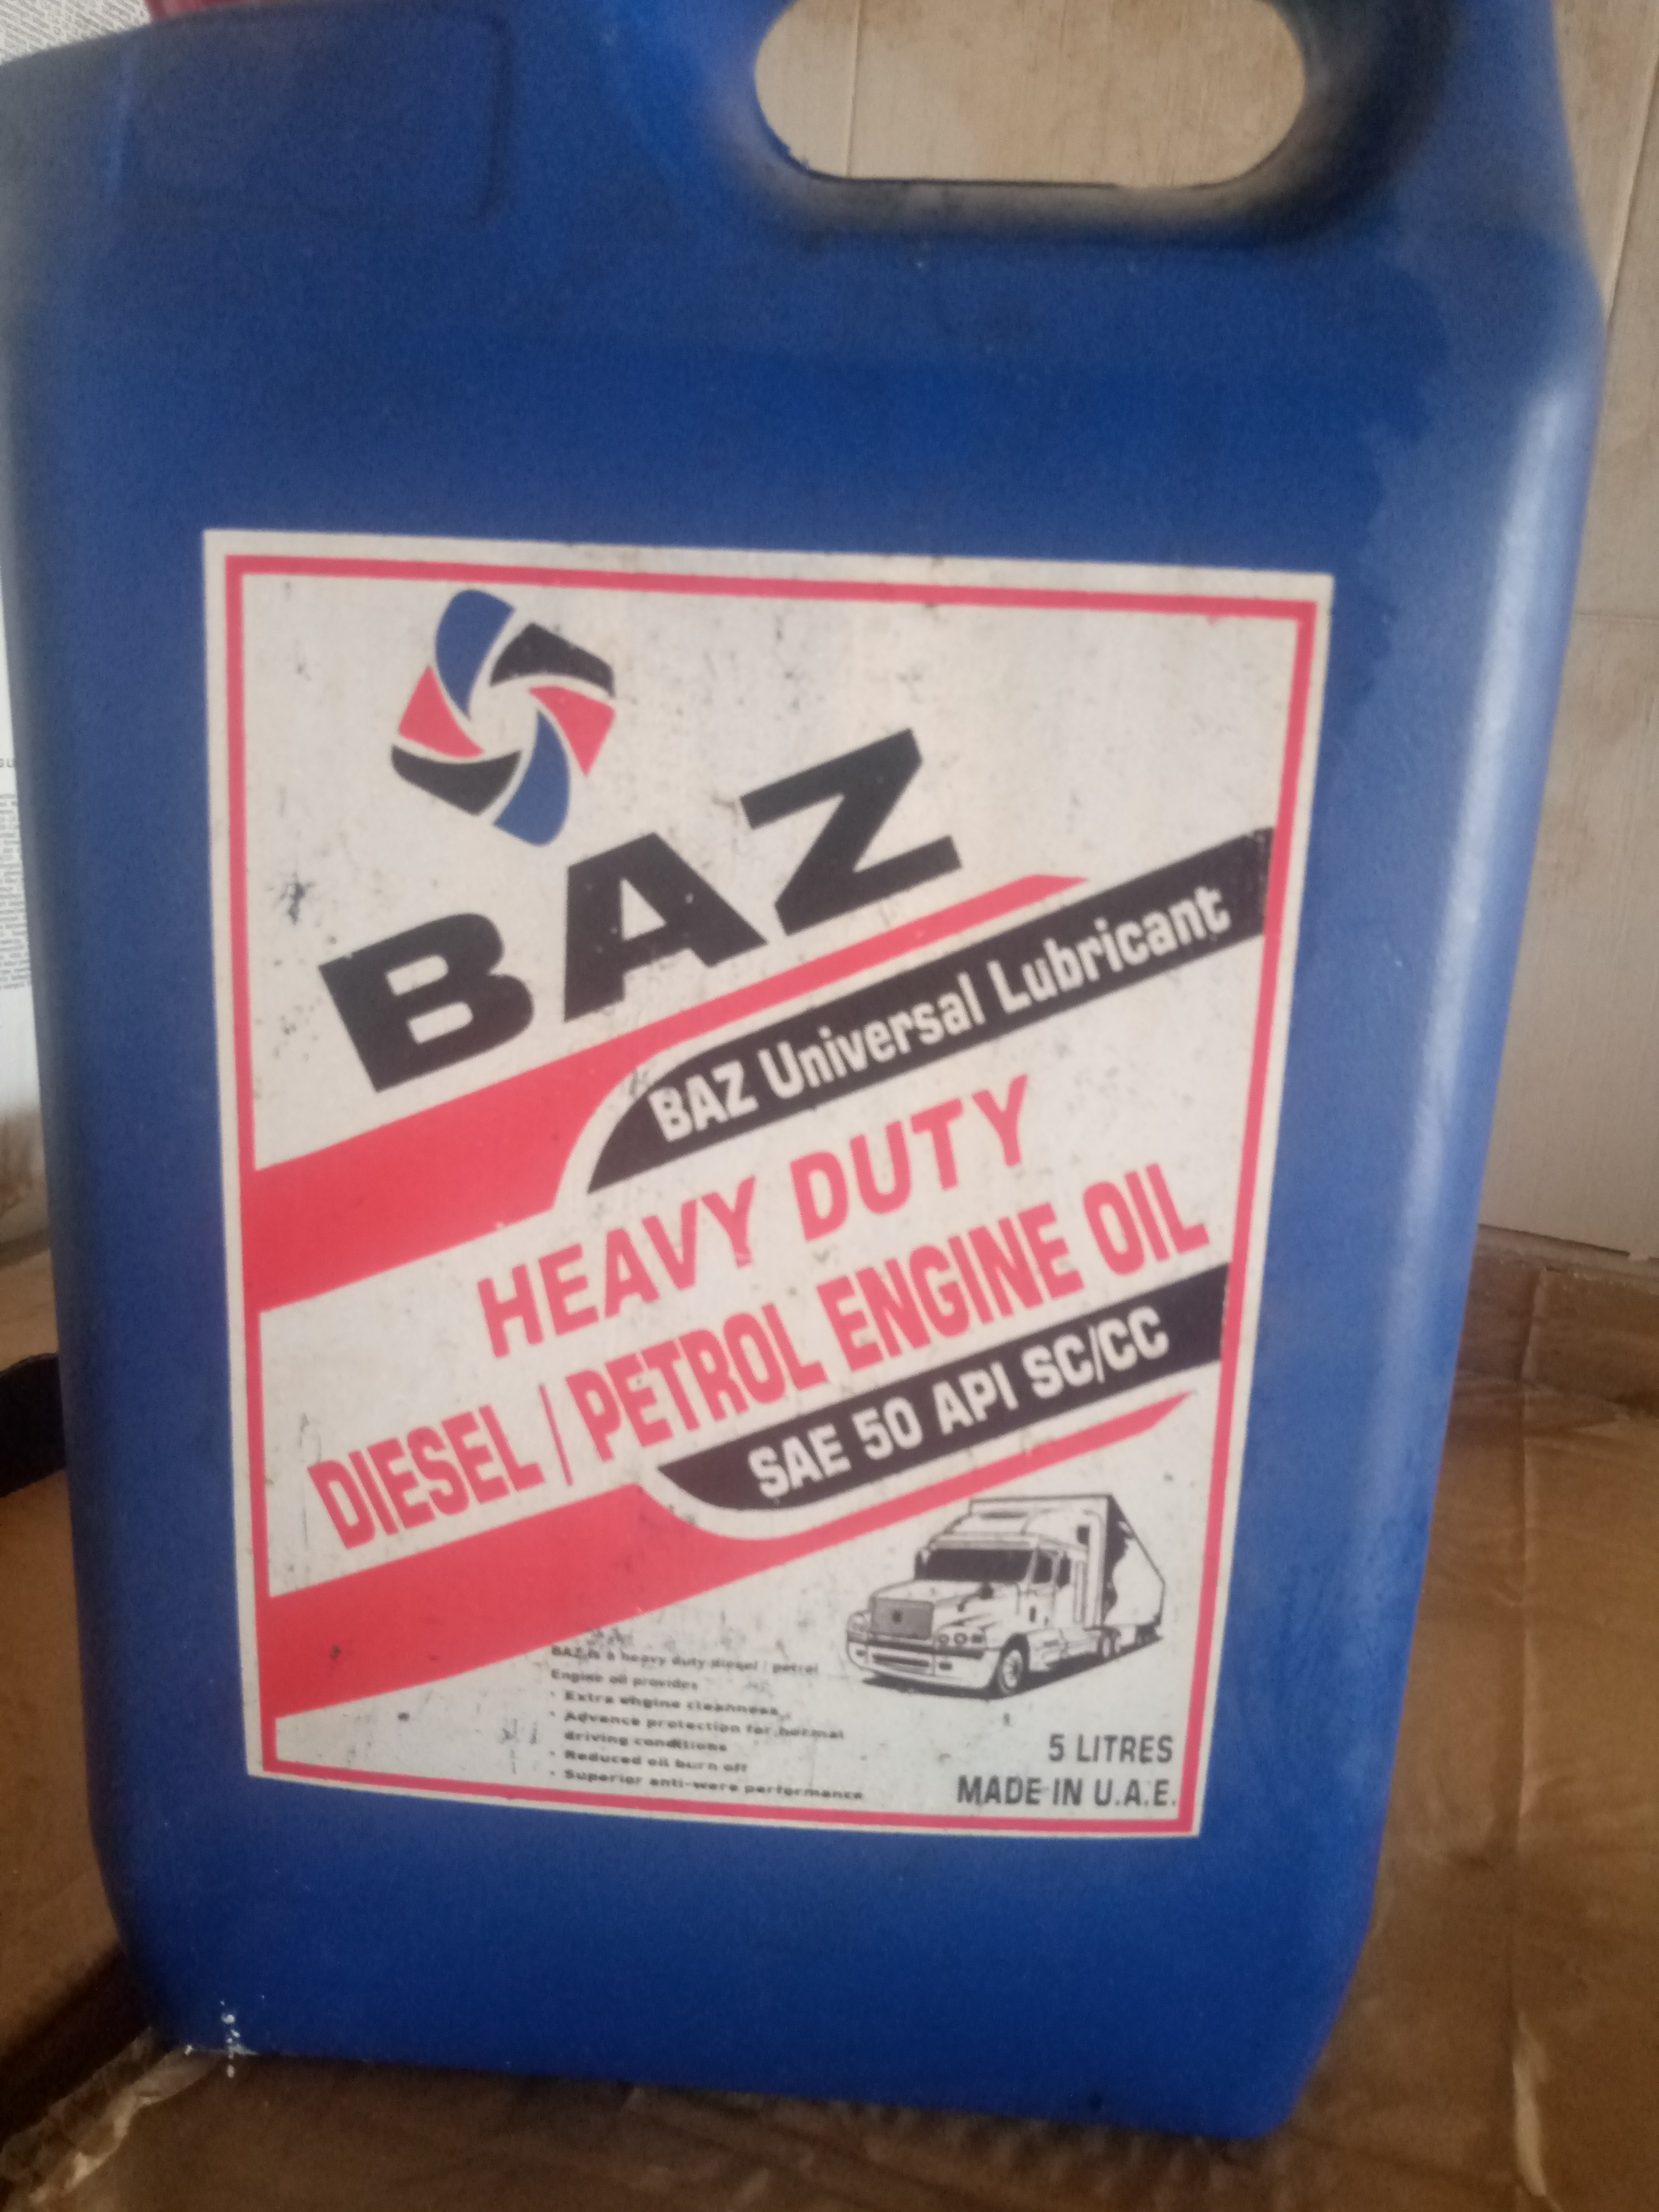 BAZ
BAZ Universal Lubricant
HEAVY DUTY
DIESEL / PETROL ENGINE OIL
SAE 50 API SC/CC
BAZ is a heavy duty diesel / petrol
Engine oil provides
• Extra engine cleanness
• Advance protection for normal
driving conditions
• Reduced oil burn off
• Superior anti-were performance
5 LITRES
MADE IN U.A.E.